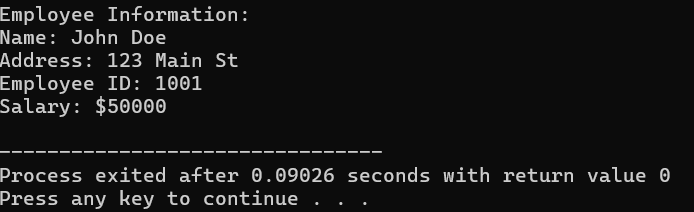 Employee Information:
Name: John Doe
Address: 123 Main St
Employee ID: 1001
Salary: $50000
--------------------------------
Process exited after 0.09026 seconds with return value 0
Press any key to continue . . .